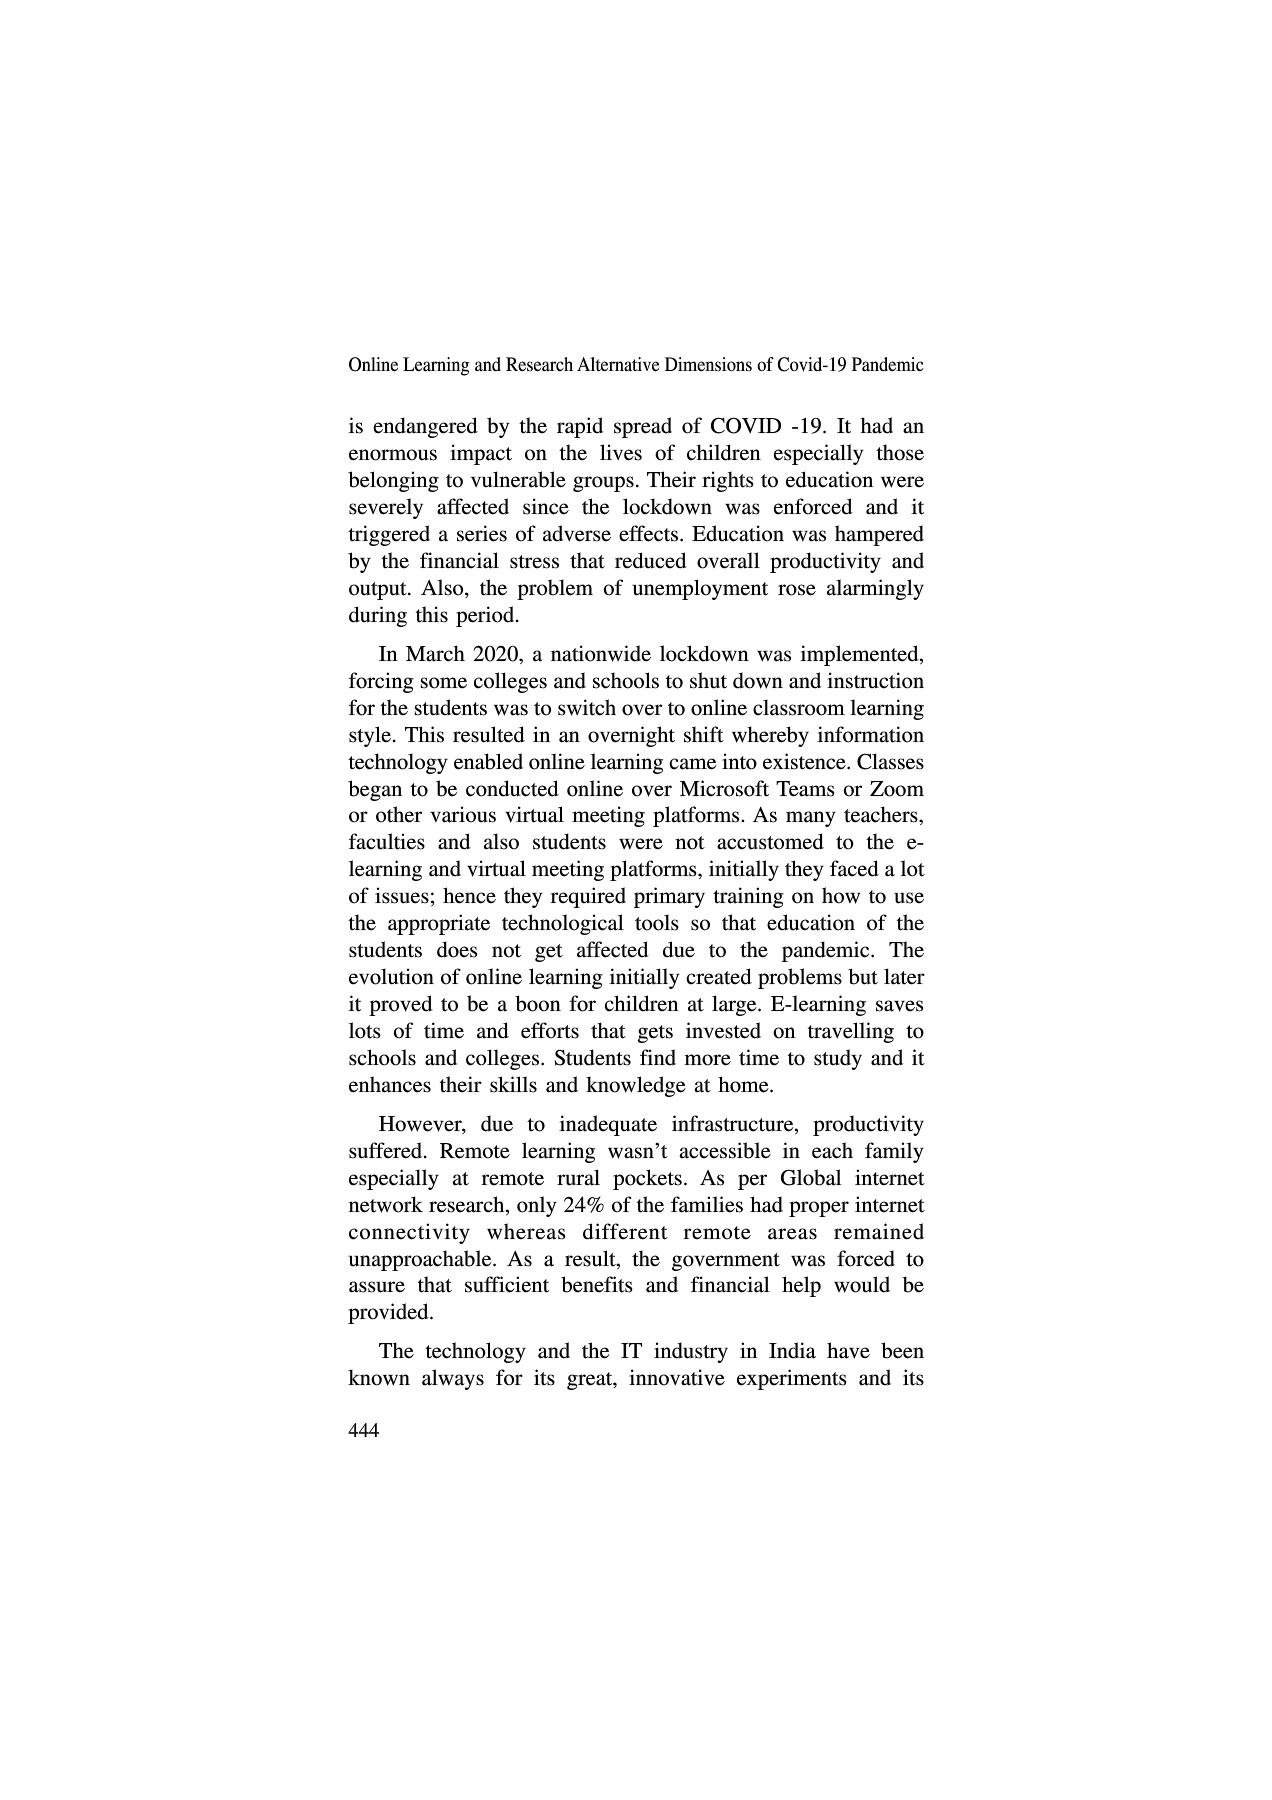 Online Learning and Research Alternative Dimensions of Covid-19 Pandemic
is endangered by the rapid spread of COVID -19. It had an
enormous impact on the lives of children especially those
belonging to vulnerable groups. Their rights to education were
severely affected since the lockdown was enforced and it
triggered a series of adverse effects. Education was hampered
by the financial stress that reduced overall productivity and
output. Also, the problem of unemployment rose alarmingly
during this period.
In March 2020, a nationwide lockdown was implemented,
forcing some colleges and schools to shut down and instruction
for the students was to switch over to online classroom learning
style. This resulted in an overnight shift whereby information
technology enabled online learning came into existence. Classes
began to be conducted online over Microsoft Teams or Zoom
or other various virtual meeting platforms. As many teachers,
faculties and also students were not accustomed to the e-
learning and virtual meeting platforms, initially they faced a lot
of issues; hence they required primary training on how to use
the appropriate technological tools so that education of the
students does not get affected due to the pandemic. The
evolution of online learning initially created problems but later
it proved to be a boon for children at large. E-learning saves
lots of time and efforts that gets invested on travelling to
schools and colleges. Students find more time to study and it
enhances their skills and knowledge at home.
However, due to inadequate infrastructure, productivity
suffered. Remote learning wasn’t accessible in each family
especially at remote rural pockets. As per Global internet
network research, only 24% of the families had proper internet
connectivity whereas different remote areas remained
unapproachable. As a result, the government was forced to
assure that sufficient benefits and financial help would be
provided.
The technology and the IT industry in India have been
known always for its great, innovative experiments and its
444